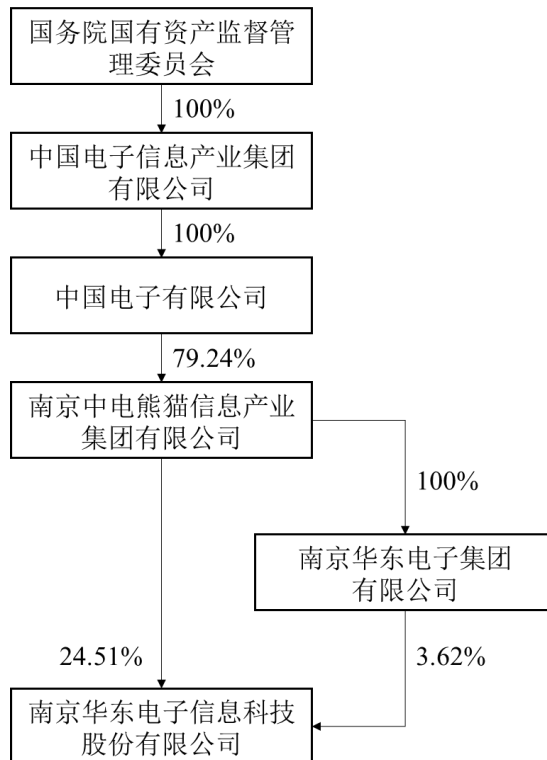 国务院国有资产监督管
理委员会
100%
中国电子信息产业集团
有限公司
100%
中国电子有限公司
79.24%
南京中电熊猫信息产业
集团有限公司
100%
南京华东电子集团
有限公司
24.51%
3.62%
南京华东电子信息科技
股份有限公司